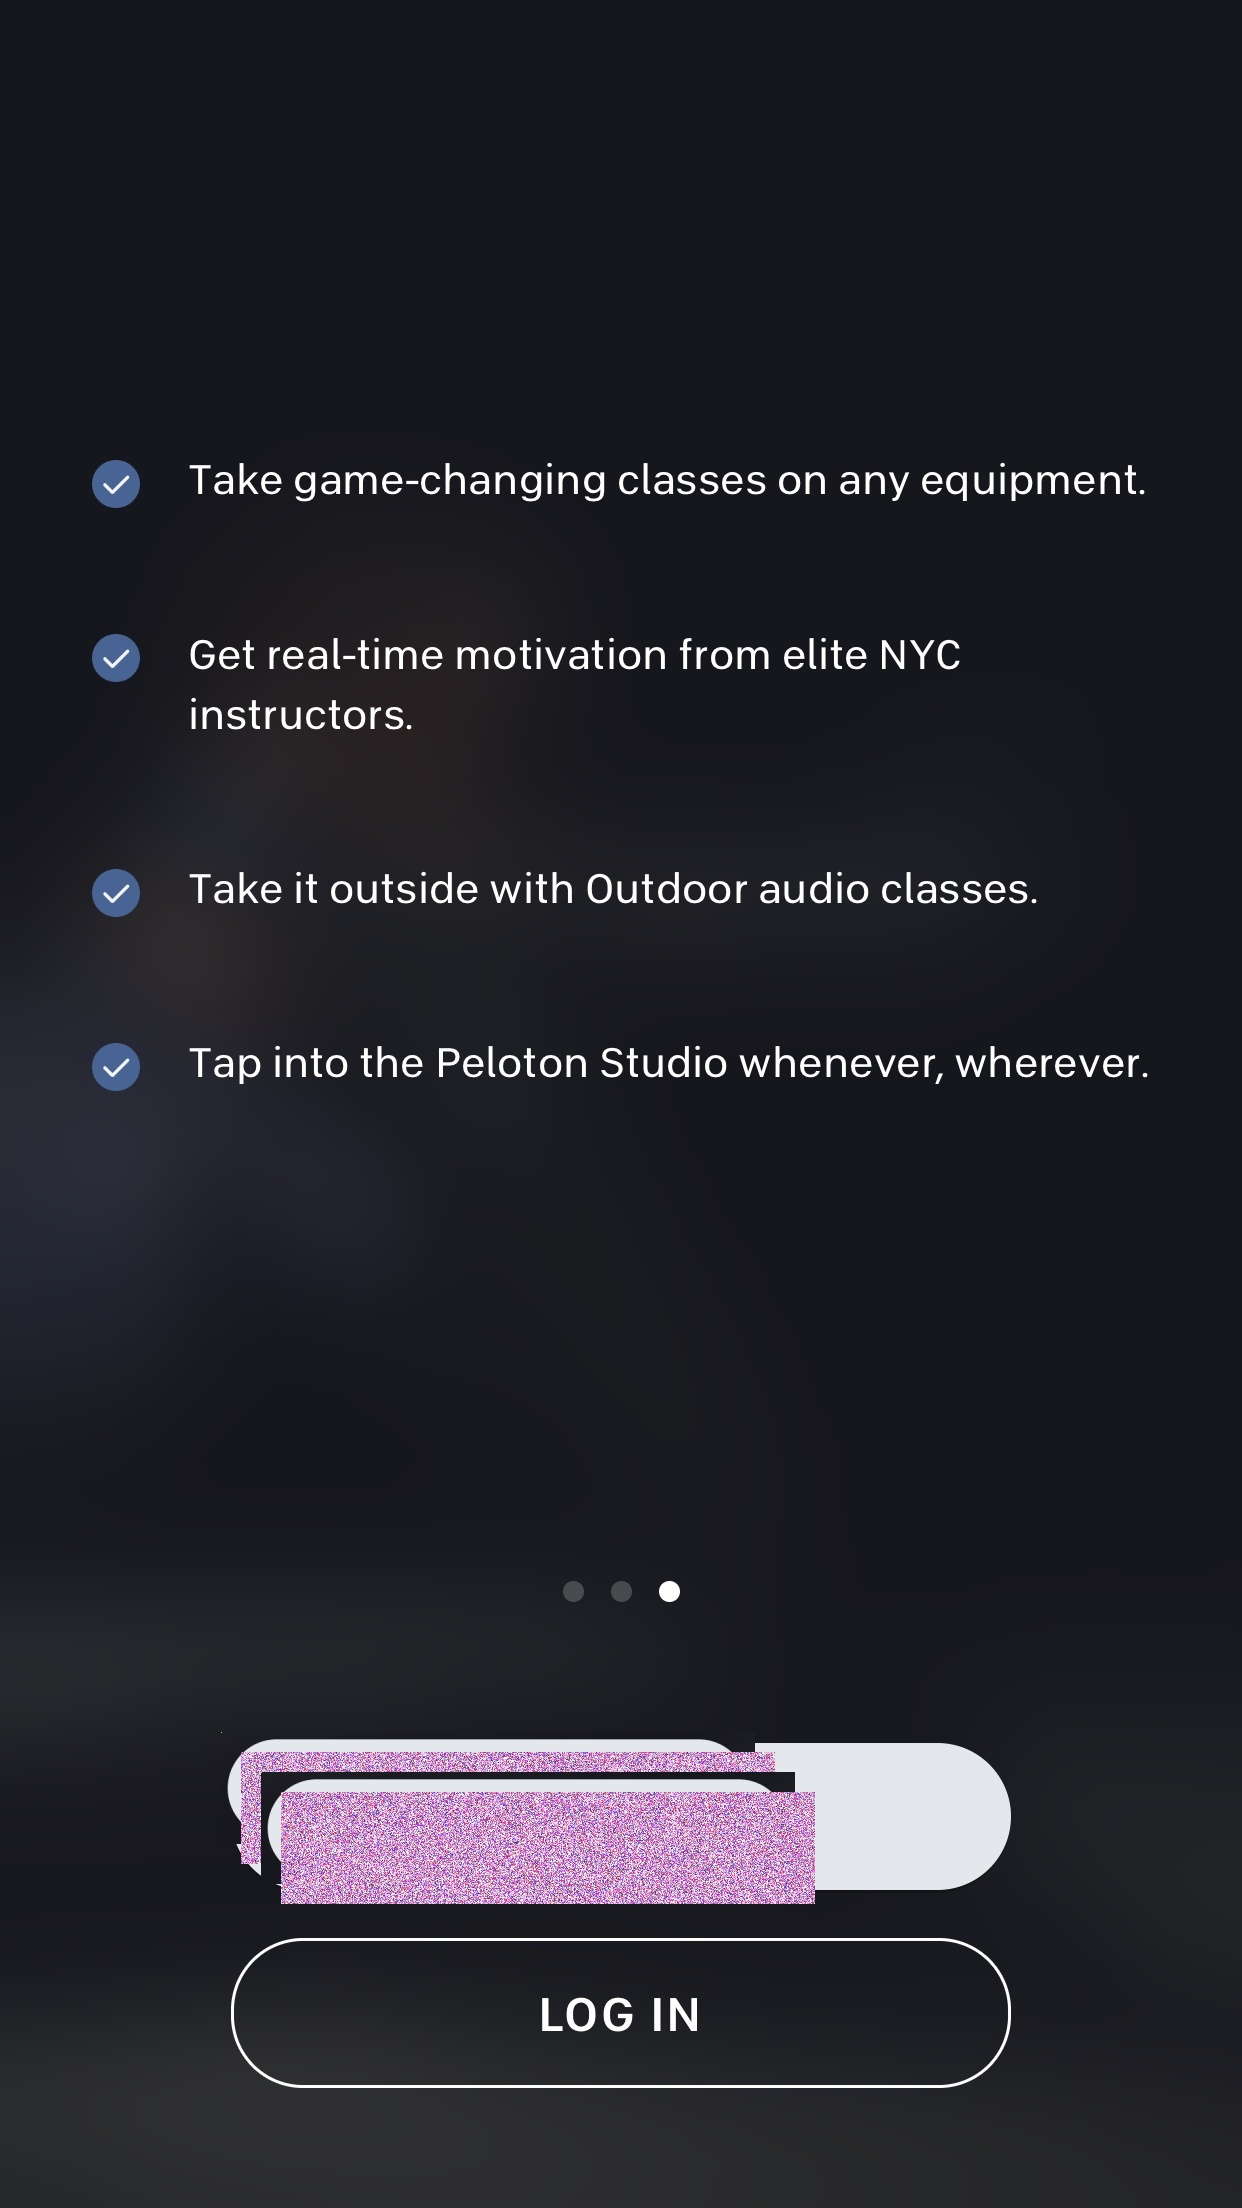 Take game-changing classes on any equipment.
Get real-time motivation from elite NYC
instructors.
Take it outside with Outdoor audio classes.
Tap into the Peloton Studio whenever, wherever.
LOG IN